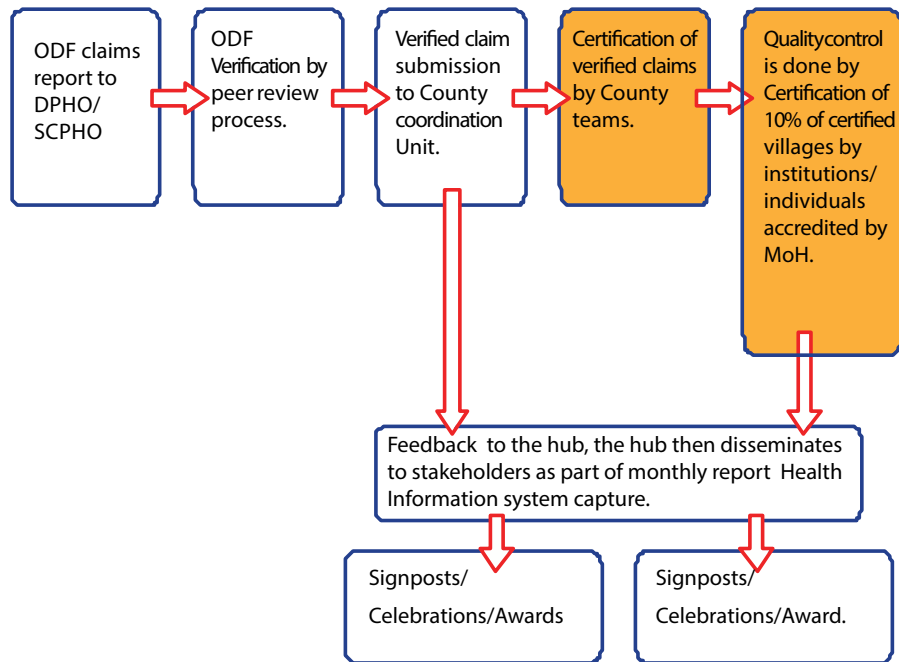 ODF claims
report to
DPHO/
SCPHO
ODF
Verification by
peer review
process.
Verified claim
submission
to County
coordination
Unit.
Certification of
verified claims
by County
teams.
Qualitycontrol
is done by
Certification of
10% of certified
villages by
institutions/
individuals
accredited by
MoH.
Feedback to the hub, the hub then disseminates
to stakeholders as part of monthly report Health
Information system capture.
Signposts/
Celebrations/Awards
Signposts/
Celebrations/Award.